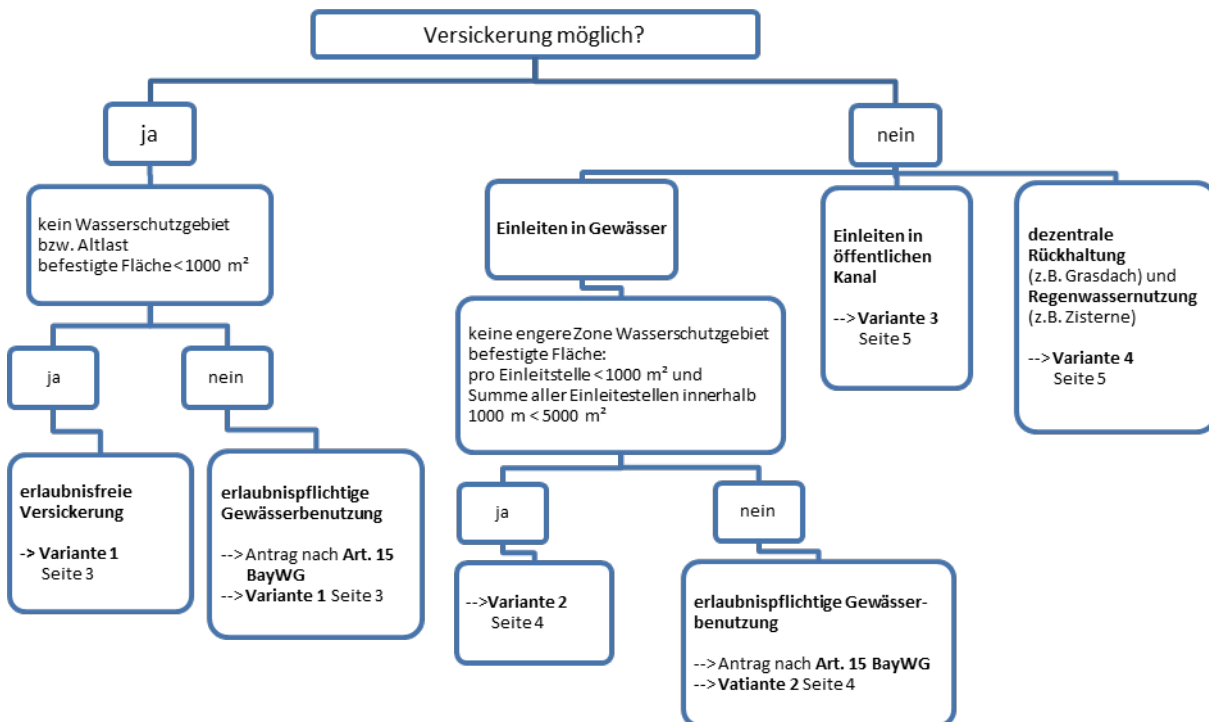 Versickerung möglich?
ja
nein
kein Wasserschutzgebiet
bzw. Altlast
befestigte Fläche < 1000 m²
ja
nein
erlaubnisfreie
Versickerung
-> Variante 1
Seite 3
erlaubnispflichtige
Gewässerbenutzung
--> Antrag nach Art. 15
BayWG
--> Variante 1 Seite 3
Einleiten in Gewässer
keine engere Zone Wasserschutzgebiet
befestigte Fläche:
pro Einleitstelle < 1000 m² und
Summe aller Einleitestellen innerhalb
1000 m < 5000 m²
ja
nein
-->Variante 2
Seite 4
erlaubnispflichtige Gewässer-
benutzung
--> Antrag nach Art. 15 BayWG
--> Vatiante 2 Seite 4
Einleiten in
öffentlichen
Kanal
--> Variante 3
Seite 5
dezentrale
Rückhaltung
(z.B. Grasdach) und
Regenwassernutzung
(z.B. Zisterne)
--> Variante 4
Seite 5